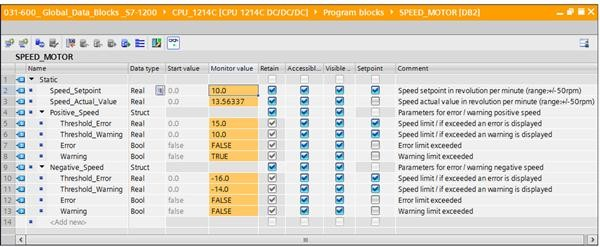 031-600_ Global_Data_Blocks _S7-1200 ▸ CPU_1214C [CPU 1214C DC/DC/DC] ▸ Program blocks ▸ SPEED_MOTOR [DB2]
SPEED_MOTOR
Name Data type Start value Monitor value Retain Accessibl... Visible ... Setpoint Comment
1 Static
2 Speed_Setpoint Real 0.0 10.0 Speed setpoint in revolution per minute (range:+/-50rpm)
3 Speed_Actual_Value Real 0.0 13.56337 Speed actual value in revolution per minute (range:+/-50rpm)
4 Positive_Speed Struct Parameters for error / warning positive speed
5 Threshold_Error Real 0.0 15.0 Speed limit / if exceeded an error is displayed
6 Threshold_Warning Real 0.0 10.0 Speed limit / if exceeded an warning is displayed
7 Error Bool false FALSE Error limit exceeded
8 Warning Bool false TRUE Warning limit exceeded
9 Negative_Speed Struct Parameters for error / warning negative speed
10 Threshold_Error Real 0.0 -16.0 Speed limit / if exceeded an error is displayed
11 Threshold_Warning Real 0.0 -14.0 Speed limit / if exceeded an warning is displayed
12 Error Bool false FALSE Error limit exceeded
13 Warning Bool false FALSE Warning limit exceeded
14 <Add new>